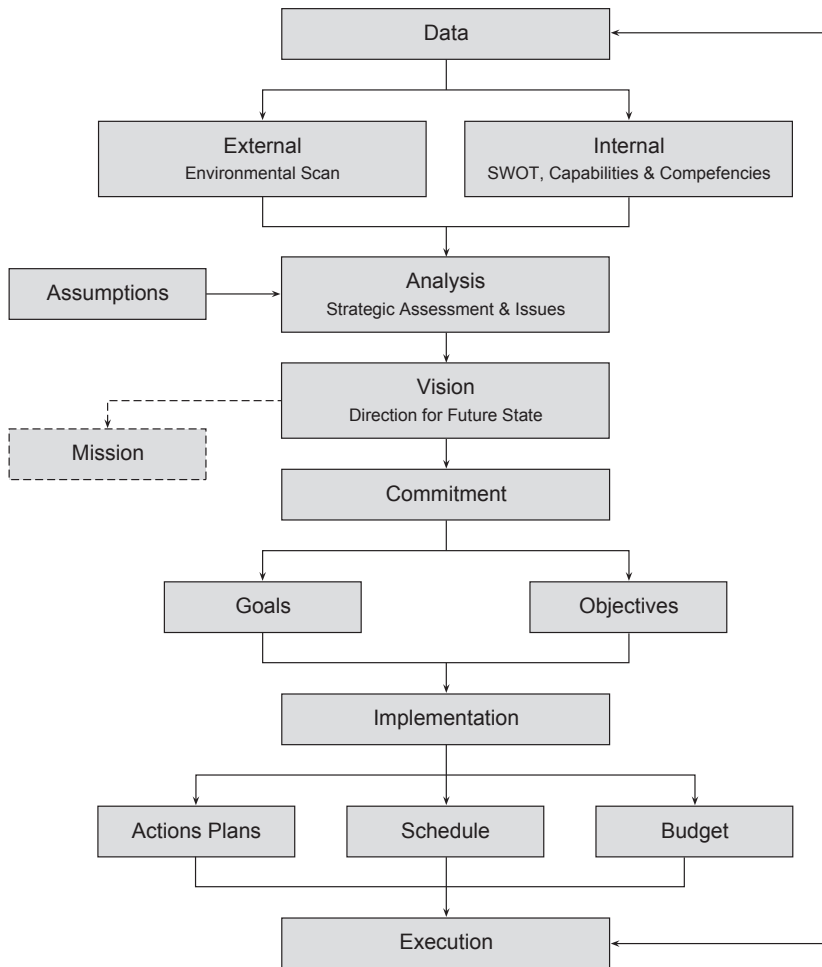 Data
External
Environmental Scan
Internal
SWOT, Capabilities & Compefencies
Assumptions
Analysis
Strategic Assessment & Issues
Vision
Direction for Future State
Mission
Commitment
Goals
Objectives
Implementation
Actions Plans
Schedule
Budget
Execution